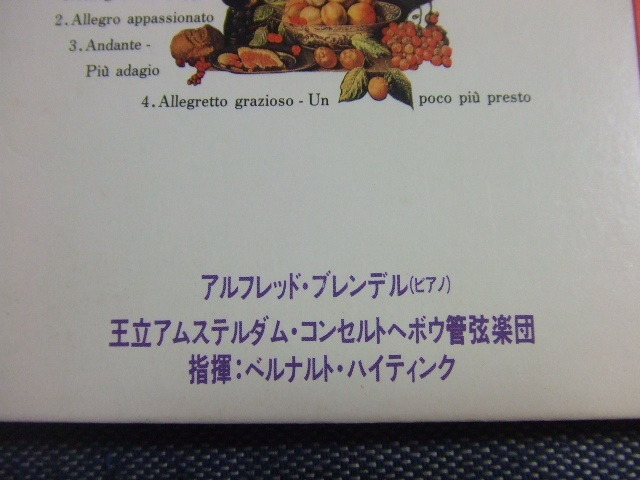 2. Allegro appassionato
3. Andante -
Più adagio
4. Allegretto grazioso - Un poco più presto
アルフレッド・ブレンデル(ピアノ)
王立アムステルダム・コンセルトヘボウ管弦楽団
指揮:ベルナルト・ハイティンク